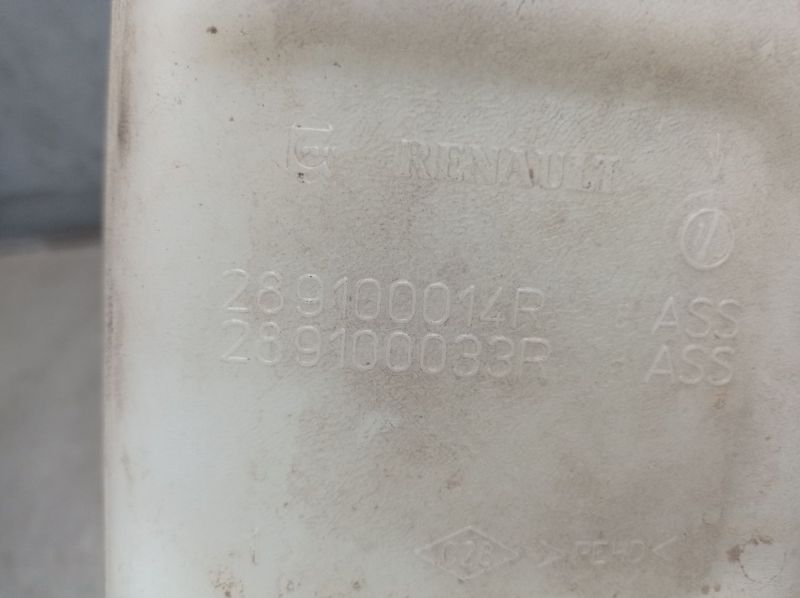 RENAULT
289100014R ASS
289100033R ASS
>PEHD<